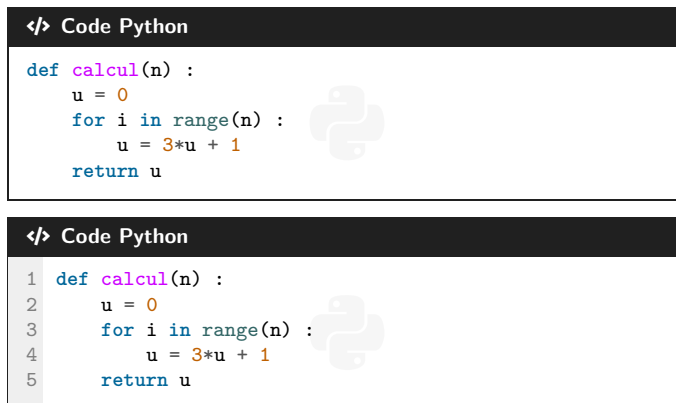 </> Code Python
def calcul(n) :
    u = 0
    for i in range(n) :
        u = 3*u + 1
    return u
</> Code Python
1 def calcul(n) :
2     u = 0
3     for i in range(n) :
4         u = 3*u + 1
5     return u